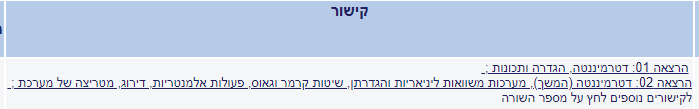 קישור
הרצאה 01: דטרמיננטה, הגדרה ותכונות ;
הרצאה 02: דטרמיננטה (המשך), מערכות משוואות ליניאריות והגדרתן, שיטות קרמר וגאוס, פעולות אלמנטריות, דירוג, מטריצה של מערכת ;
לקישורים נוספים לחץ על מספר השורה